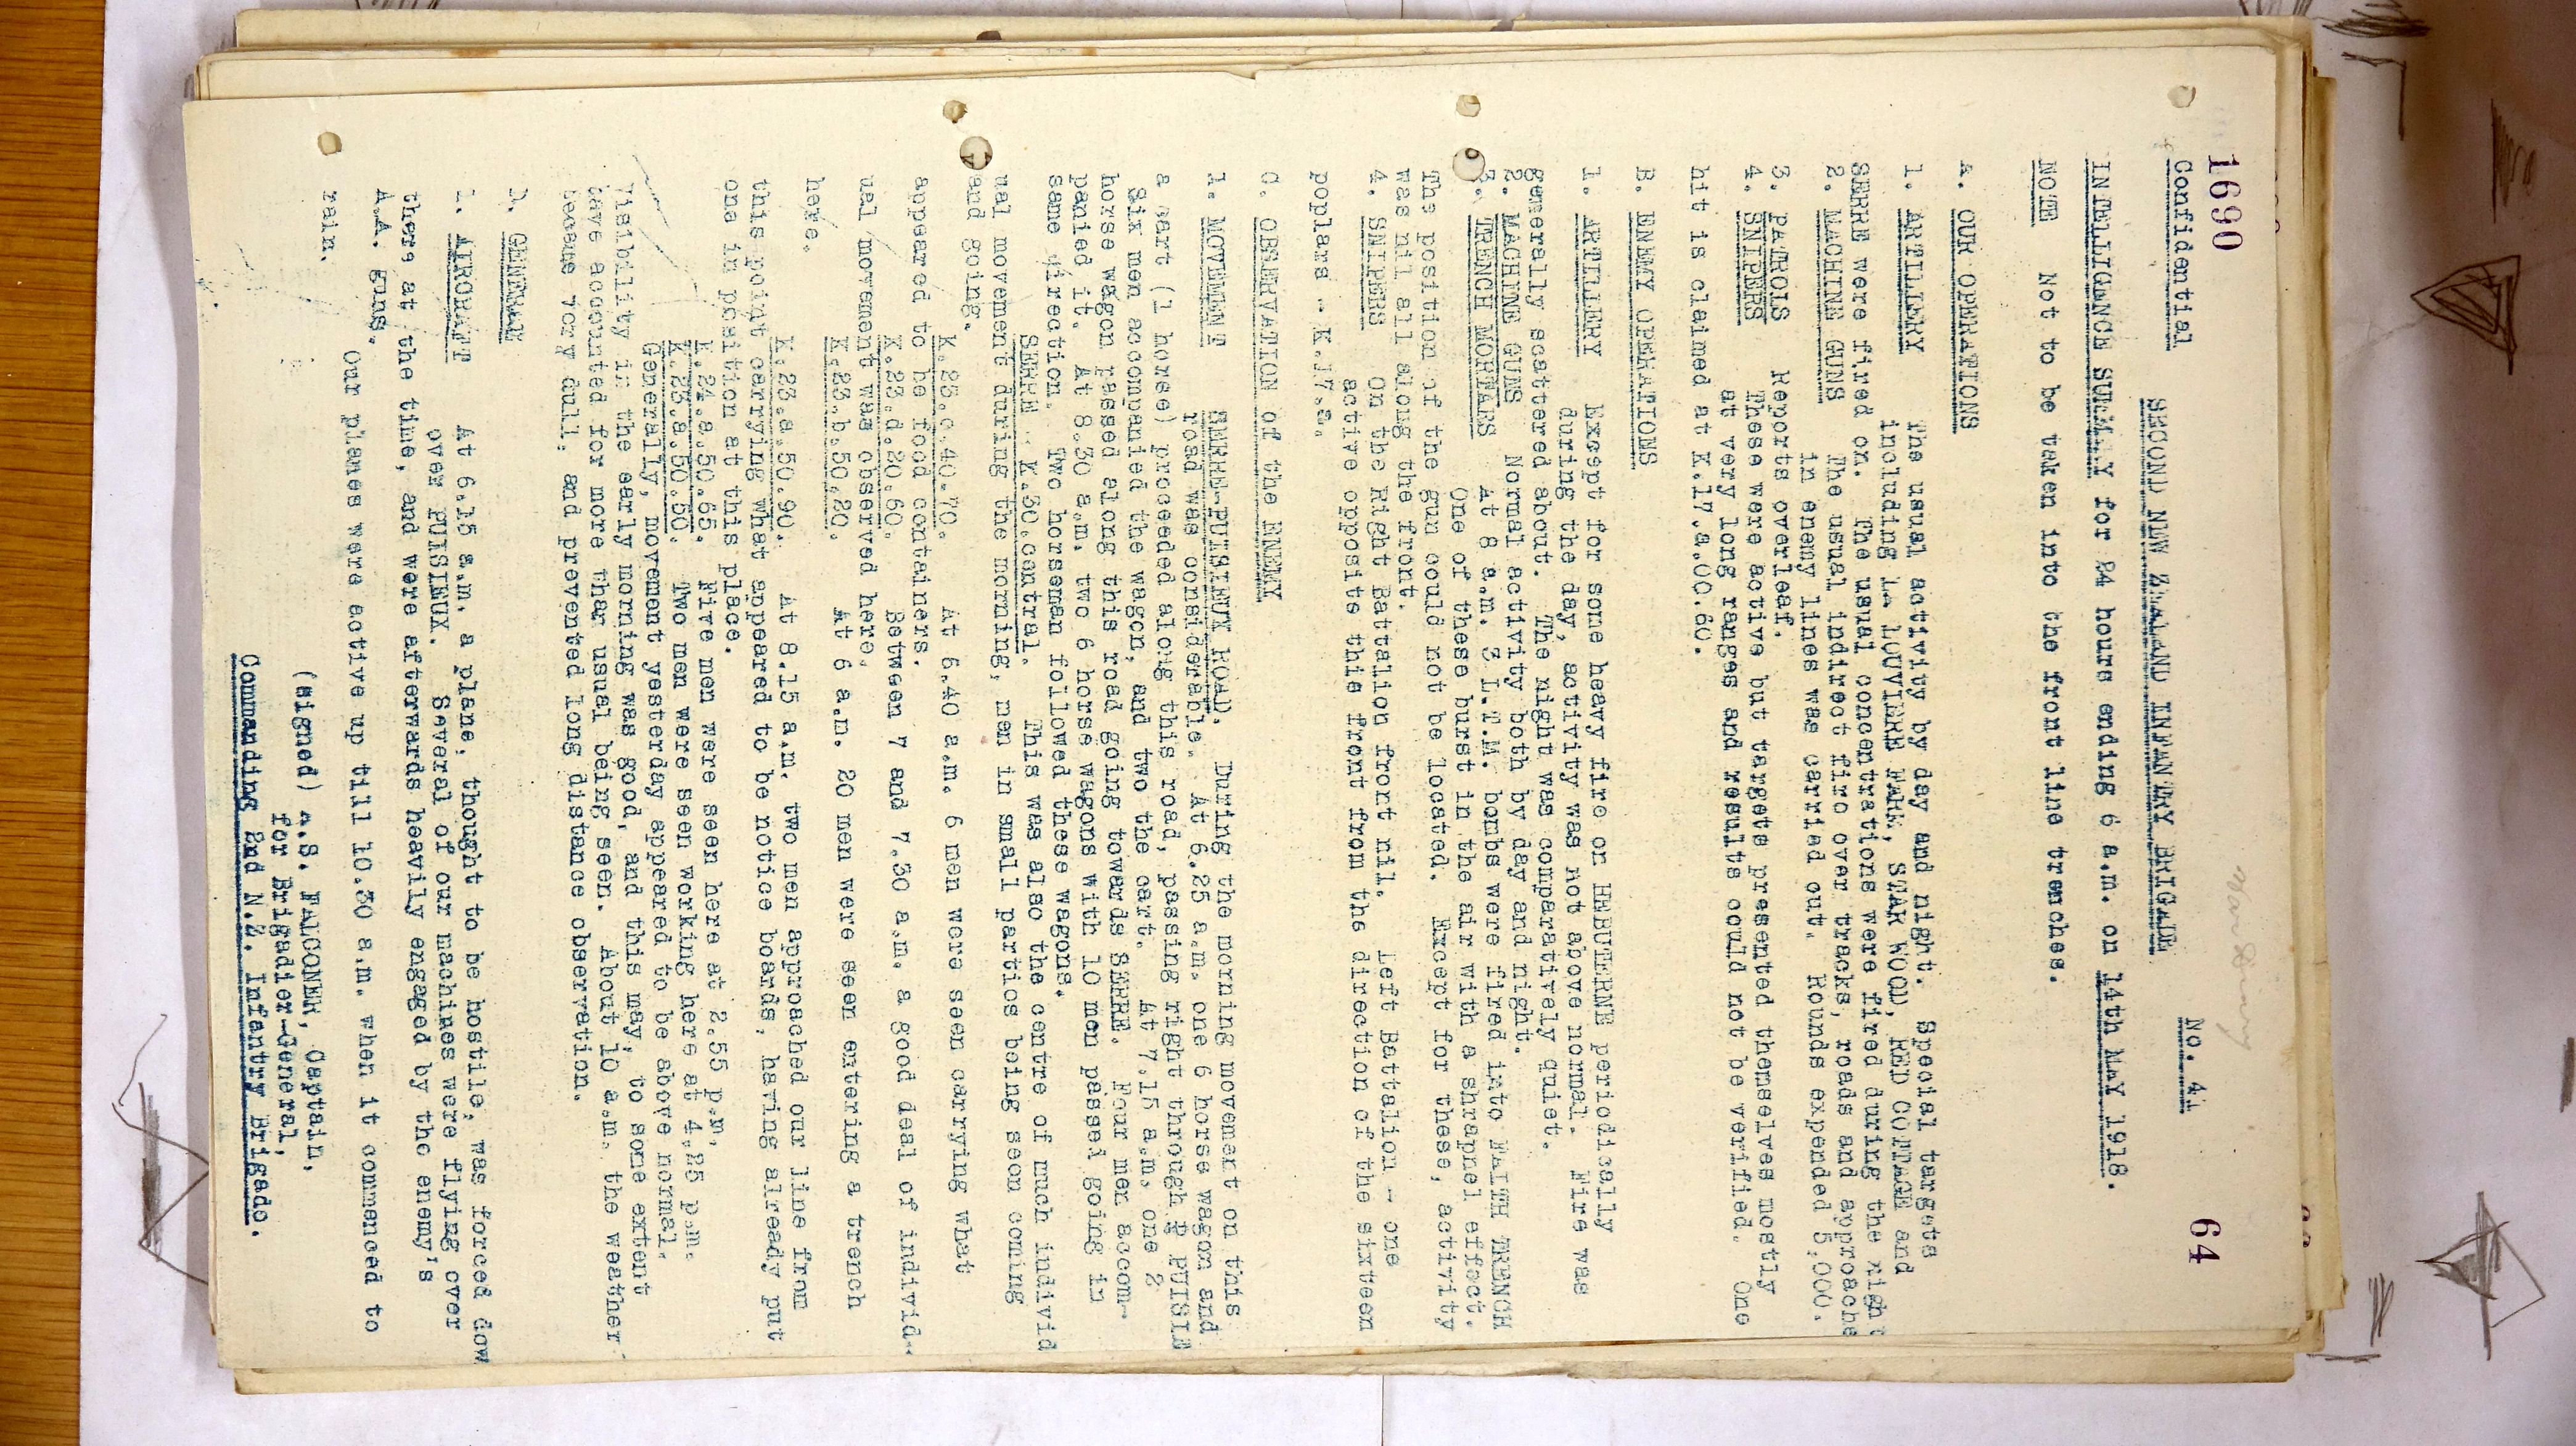 1690
64
Confidential
No. 41
SECOND NEW ZEALAND INFANTRY BRIGADE
INTELLIGENCE SUMMARY for 24 hours ending 6 a.m. on 14th MAY 1918.
NOTE Not to be taken into the front line trenches.
A. OUR OPERATIONS
1. ARTILLERY The usual activity by day and night. Special targets
including LA LOUVIERE FARM, STAR WOOD, RED COTTAGE and
SERRE were fired on. The usual concentrations were fired during the night
2. MACHINE GUNS The usual indirect fire over tracks, roads and approache
in enemy lines was carried out. Rounds expended 5,000.
3. PATROLS Reports overleaf.
4. SNIPERS These were active but targets presented themselves mostly
at very long ranges and results could not be verified. One
hit is claimed at K.17.a.00.60.
B. ENEMY OPERATIONS
1. ARTILLERY Except for some heavy fire on HEBUTERNE periodically
during the day, activity was not above normal. Fire was
generally scattered about. The night was comparatively quiet.
2. MACHINE GUNS Normal activity both by day and night.
3. TRENCH MORTARS At 8 a.m. 3 L.T.M. bombs were fired into FAITH TRENCH
One of these burst in the air with a shrapnel effect.
The position of the gun could not be located. Except for these, activity
was nil all along the front.
4. SNIPERS On the Right Battalion front nil. Left Battalion - one
active opposite this front from the direction of the sixteen
poplars - K.17.c.
C. OBSERVATION of the ENEMY
1. MOVEMENT SERRE-PUISIEUX ROAD. During the morning movement on this
road was considerable. At 6.25 a.m. one 6 horse wagon and
a cart (1 horse) proceeded along this road, passing right through PUISIE
Six men accompanied the wagon, and two the cart. At 7.15 a.m. one 2
horse wagon passed along this road going towards SERRE. Four men accom-
panied it. At 8.30 a.m. two 6 horse wagons with 10 men passed going in
same direction. Two horsemen followed these wagons.
SERRE - K.30.central. This was also the centre of much individ
ual movement during the morning, men in small parties being seen coming
and going.
K.23.c.40.70. At 6.40 a.m. 6 men were seen carrying what
appeared to be food containers.
K.23.d.20.60. Between 7 and 7.30 a.m. a good deal of individ-
ual movement was observed here.
K.23.b.50.20. At 6 a.m. 20 men were seen entering a trench
here.
K.23.a.50.90. At 8.15 a.m. two men approached our line from
this point carrying what appeared to be notice boards, having already put
one in position at this place.
K.24.a.50.65. Five men were seen here at 2.55 p.m.
K.23.a.50.50. Two men were seen working here at 4.25 p.m.
Generally, movement yesterday appeared to be above normal.
Visibility in the early morning was good, and this may, to some extent
have accounted for more than usual being seen. About 10 a.m. the weather
became very dull, and prevented long distance observation.
D. GENERAL
1. AIRCRAFT At 6.15 a.m. a plane, thought to be hostile, was forced dow
over PUISIEUX. Several of our machines were flying over
there at the time, and were afterwards heavily engaged by the enemy's
A.A. guns.
Our planes were active up till 10.30 a.m. when it commenced to
rain.
(signed) A.S. FALCONER, Captain,
for Brigadier-General,
Commanding 2nd N.Z. Infantry Brigade.